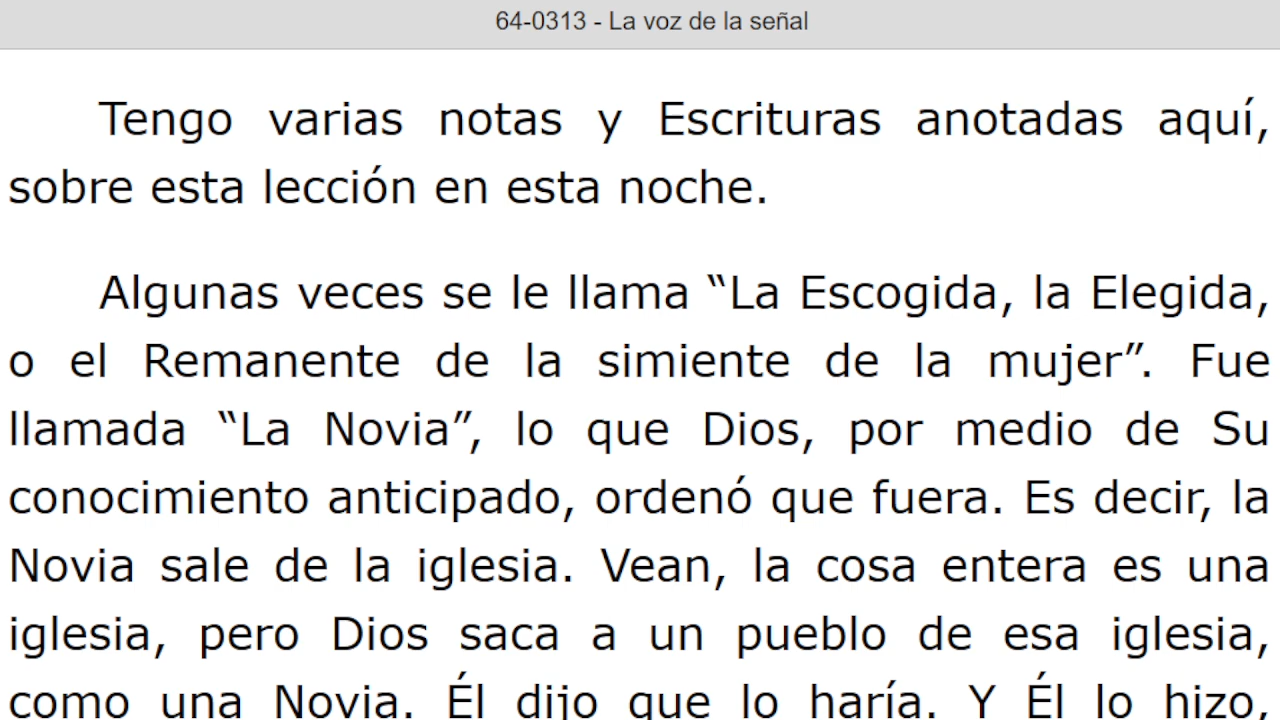 64-0313 - La voz de la señal
Tengo varias notas y Escrituras anotadas aquí,
sobre esta lección en esta noche.
Algunas veces se le llama “La Escogida, la Elegida,
o el Remanente de la simiente de la mujer”. Fue
llamada “La Novia”, lo que Dios, por medio de Su
conocimiento anticipado, ordenó que fuera. Es decir, la
Novia sale de la iglesia. Vean, la cosa entera es una
iglesia, pero Dios saca a un pueblo de esa iglesia,
como una Novia. Él dijo que lo haría. Y Él lo hizo,